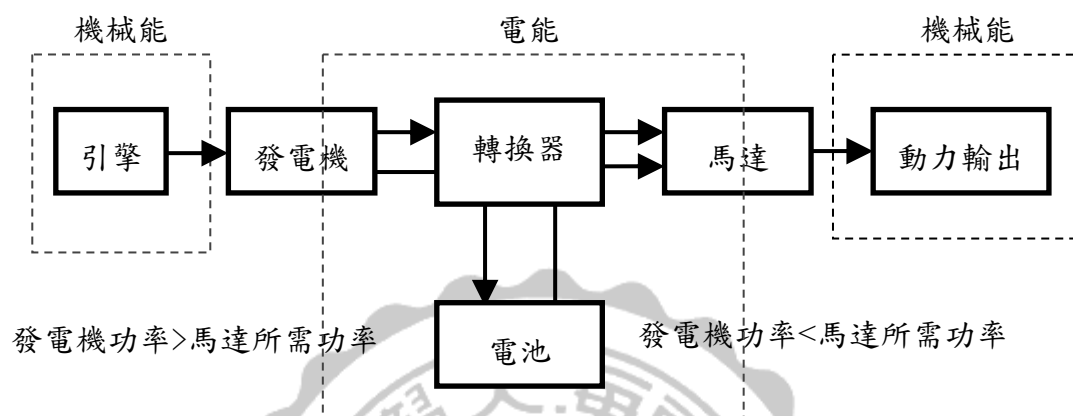 機械能
電能
機械能
引擎
發電機
轉換器
馬達
動力輸出
發電機功率>馬達所需功率
電池
發電機功率<馬達所需功率